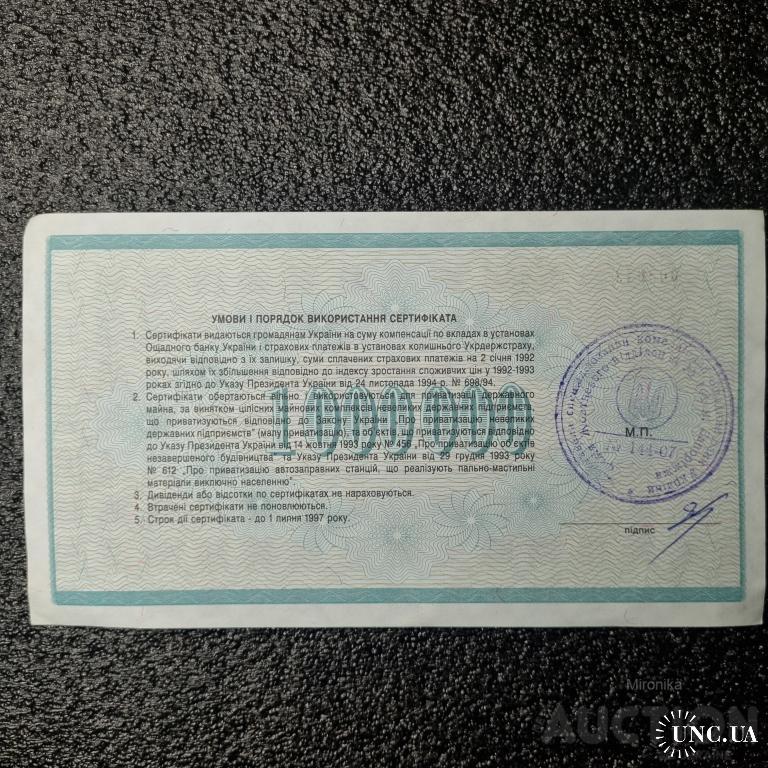 УМОВИ І ПОРЯДОК ВИКОРИСТАННЯ СЕРТИФІКАТА
1. Сертифікати видаються громадянам України на суму компенсації по вкладах в установах
Ощадного банку України і страхових платежів в установах колишнього Укрдержстраху,
виходячи відповідно з їх залишку, суми сплачених страхових платежів на 2 січня 1992
року, шляхом їх збільшення відповідно до індексу зростання споживчих цін у 1992-1993
роках згідно до Указу Президента України від 24 листопада 1994 р. № 698/94.
2. Сертифікати обертаються вільно і використовуються на приватизацію державного
майна, за винятком цілісних майнових комплексів невеликих державних підприємств,
що приватизуються відповідно до Закону України „Про приватизацію невеликих
державних підприємств" (малу приватизацію), та об'єктів, що приватизуються відповідно
до Указу Президента України від 14 жовтня 1993 року № 456 „Про приватизацію об'єктів
незавершеного будівництва" та Указу Президента України від 29 грудня 1993 року
№ 612 „Про приватизацію автозаправних станцій, що реалізують пально-мастильні
матеріали виключно населенню".
3. Дивіденди або відсотки по сертифікатах не нараховуються.
4. Втрачені сертифікати не поновлюються.
5. Строк дії сертифіката - до 1 липня 1997 року.
1000000
М.П.
підпис
Mironika
AUCTION
UNC.UA